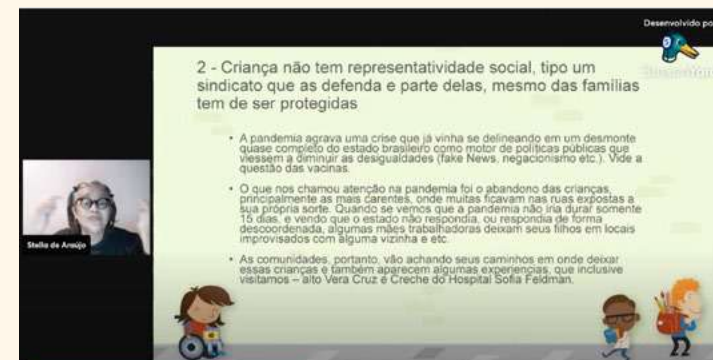 Desenvolvido po
2 - Criança não tem representatividade social, tipo um
sindicato que as defenda e parte delas, mesmo das famílias
tem de ser protegidas
• A pandemia agrava uma crise que já vinha se delineando em um desmonte
quase completo do estado brasileiro como motor de políticas públicas que
viessem a diminuir as desigualdades (fake News, negacionismo etc.). Vide a
questão das vacinas.
• O que nos chamou atenção na pandemia foi o abandono das crianças,
principalmente as mais carentes, onde muitas ficavam nas ruas expostas a
sua própria sorte. Quando se vemos que a pandemia não iria durar somente
15 dias, e vendo que o estado não respondia, ou respondia de forma
descoordenada, algumas mães trabalhadoras deixam seus filhos em locais
improvisados com alguma vizinha e etc.
• As comunidades, portanto, vão achando seus caminhos em onde deixar
essas crianças e também aparecem algumas experiencias, que inclusive
visitamos – alto Vera Cruz e Creche do Hospital Sofia Feldman.
Stella de Araújo